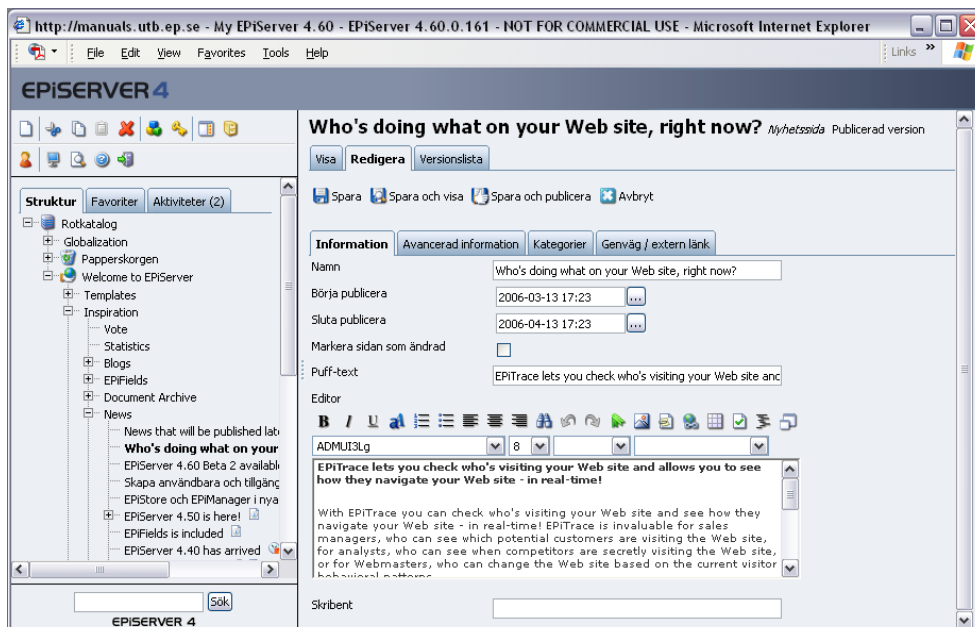 http://manuals.utb.ep.se - My EPiServer 4.60 - EPiServer 4.60.0.161 - NOT FOR COMMERCIAL USE - Microsoft Internet Explorer
File Edit View Favorites Tools Help Links »
EPiSERVER 4
Struktur Favoriter Aktiviteter (2)
Rotkatalog
Globalization
Papperskorgen
Welcome to EPiServer
Templates
Inspiration
Vote
Statistics
Blogs
EPiFields
Document Archive
News
News that will be published late
Who's doing what on your
EPiServer 4.60 Beta 2 available
Skapa användbara och tillgäng
EPiStore och EPiManager i nya
EPiServer 4.50 is here!
EPiFields is included
EPiServer 4.40 has arrived
Sök
EPiSERVER 4
Who's doing what on your Web site, right now? Nyhetssida Publicerad version
Visa Redigera Versionslista
Spara Spara och visa Spara och publicera Avbryt
Information Avancerad information Kategorier Genväg / extern länk
Namn Who's doing what on your Web site, right now?
Börja publicera 2006-03-13 17:23 ...
Sluta publicera 2006-04-13 17:23 ...
Markera sidan som ändrad
Puff-text EPiTrace lets you check who's visiting your Web site and
Editor
B I U aA
ADMUI3Lg 8
EPiTrace lets you check who's visiting your Web site and allows you to see
how they navigate your Web site - in real-time!
With EPiTrace you can check who's visiting your Web site and see how they
navigate your Web site - in real-time! EPiTrace is invaluable for sales
managers, who can see which potential customers are visiting the Web site,
for analysts, who can see when competitors are secretly visiting the Web site,
or for Webmasters, who can change the Web site based on the current visitor
behavioral patterns
Skribent